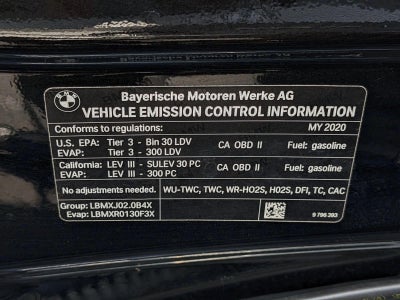 BMW
Bayerische Motoren Werke AG
VEHICLE EMISSION CONTROL INFORMATION
Conforms to regulations: MY 2020
U.S. EPA: Tier 3 - Bin 30 LDV CA OBD II Fuel: gasoline
EVAP: Tier 3 - 300 LDV
California: LEV III - SULEV 30 PC CA OBD II Fuel: gasoline
EVAP: LEV III - 300 PC
No adjustments needed. WU-TWC, TWC, WR-HO2S, HO2S, DFI, TC, CAC
Group: LBMXJ02.0B4X
Evap: LBMXR0130F3X 9 796 393